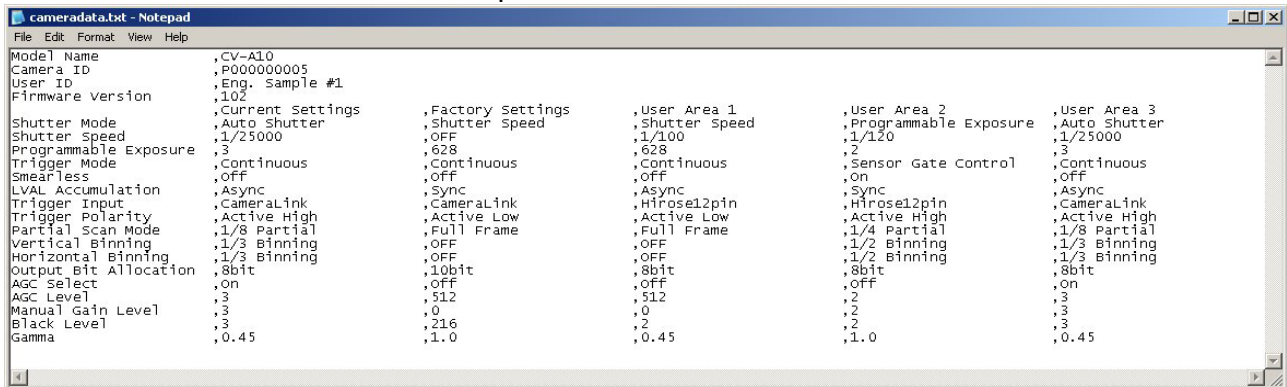 cameradata.txt - Notepad
File Edit Format View Help
Model Name ,CV-A10
Camera ID ,P000000005
User ID ,Eng. Sample #1
Firmware Version ,102
,Current Settings ,Factory Settings ,User Area 1 ,User Area 2 ,User Area 3
Shutter Mode ,Auto Shutter ,Shutter Speed ,Shutter Speed ,Programmable Exposure ,Auto Shutter
Shutter Speed ,1/25000 ,OFF ,1/100 ,1/120 ,1/25000
Programmable Exposure ,3 ,628 ,628 ,2 ,3
Trigger Mode ,Continuous ,Continuous ,Continuous ,Sensor Gate Control ,Continuous
Smearless ,off ,off ,off ,on ,off
LVAL Accumulation ,Async ,Sync ,Async ,Sync ,Async
Trigger Input ,CameraLink ,CameraLink ,Hirose12pin ,Hirose12pin ,CameraLink
Trigger Polarity ,Active High ,Active Low ,Active Low ,Active High ,Active High
Partial Scan Mode ,1/8 Partial ,Full Frame ,Full Frame ,1/4 Partial ,1/8 Partial
Vertical Binning ,1/3 Binning ,OFF ,OFF ,1/2 Binning ,1/3 Binning
Horizontal Binning ,1/3 Binning ,OFF ,OFF ,1/2 Binning ,1/3 Binning
Output Bit Allocation ,8bit ,10bit ,8bit ,8bit ,8bit
AGC Select ,on ,off ,off ,off ,on
AGC Level ,3 ,512 ,512 ,2 ,3
Manual Gain Level ,3 ,0 ,0 ,2 ,3
Black Level ,3 ,216 ,2 ,2 ,3
Gamma ,0.45 ,1.0 ,0.45 ,1.0 ,0.45